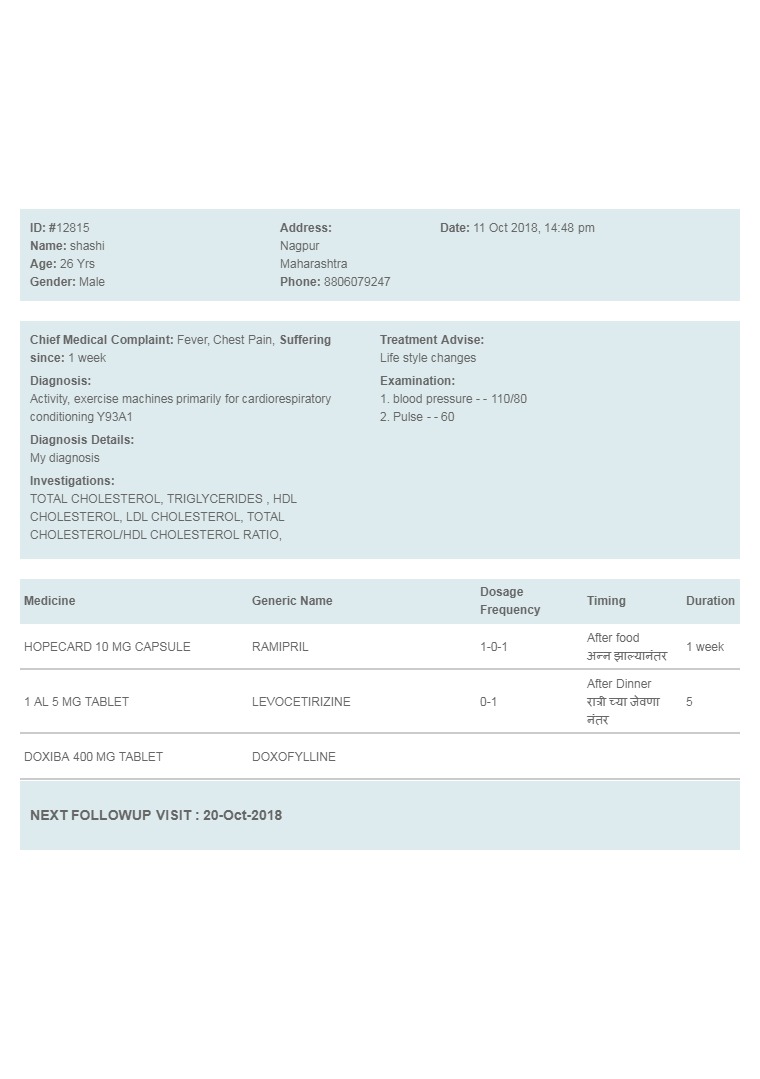 ID: #12815
Name: shashi
Age: 26 Yrs
Gender: Male
Address:
Nagpur
Maharashtra
Phone: 8806079247
Date: 11 Oct 2018, 14:48 pm
Chief Medical Complaint: Fever, Chest Pain, Suffering
since: 1 week
Diagnosis:
Activity, exercise machines primarily for cardiorespiratory
conditioning Y93A1
Diagnosis Details:
My diagnosis
Investigations:
TOTAL CHOLESTEROL, TRIGLYCERIDES , HDL
CHOLESTEROL, LDL CHOLESTEROL, TOTAL
CHOLESTEROL/HDL CHOLESTEROL RATIO,
Treatment Advise:
Life style changes
Examination:
1. blood pressure - - 110/80
2. Pulse - - 60
Medicine Generic Name Dosage Frequency Timing Duration
HOPECARD 10 MG CAPSULE RAMIPRIL 1-0-1 After food 1 week
अन्न झाल्यानंतर
1 AL 5 MG TABLET LEVOCETIRIZINE 0-1 After Dinner 5
रात्री च्या जेवणा
नंतर
DOXIBA 400 MG TABLET DOXOFYLLINE
NEXT FOLLOWUP VISIT : 20-Oct-2018